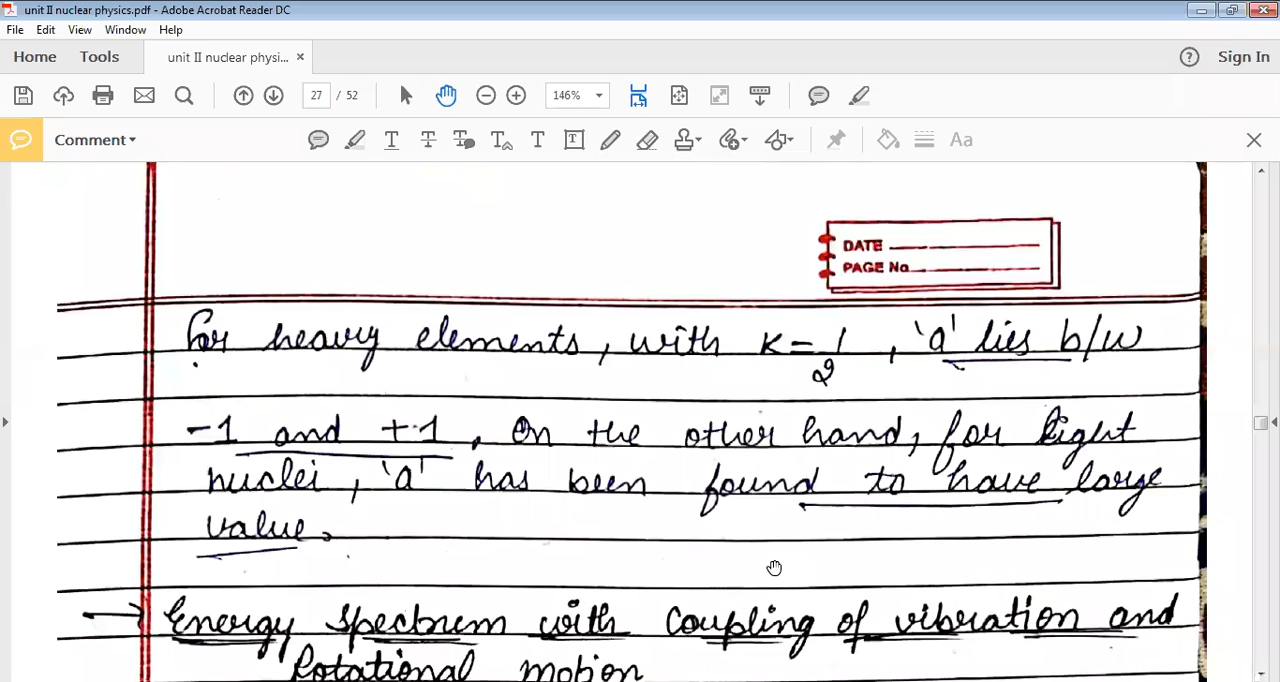 unit II nuclear physics.pdf - Adobe Acrobat Reader DC
File Edit View Window Help
Home Tools unit II nuclear physi... × ? Sign In
27 / 52 146%
Comment
Aa
DATE
PAGE No.
For heavy elements, with K = 1/2, 'a' lies b/w
-1 and +1, On the other hand, for light
nuclei, 'a' has been found to have large
value.
→ Energy spectrum with coupling of vibration and
Rotational motion